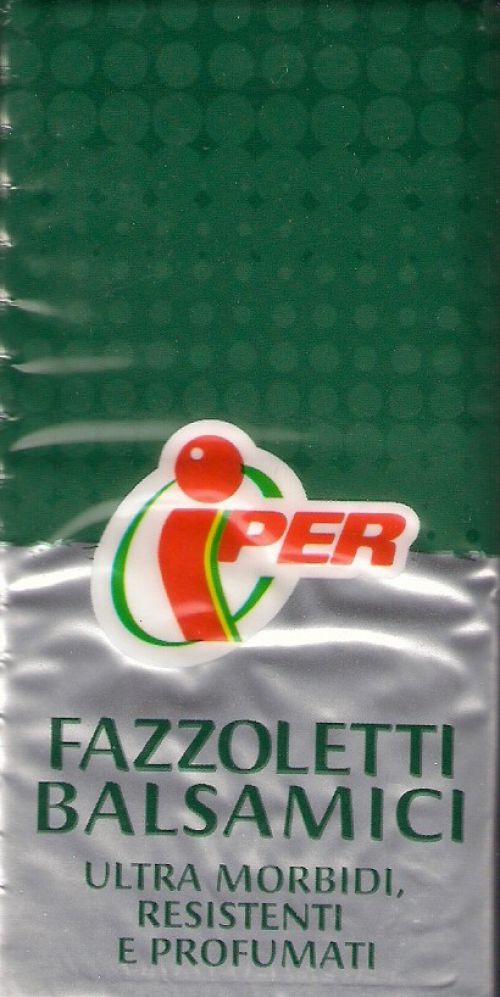 iPER
FAZZOLETTI
BALSAMICI
ULTRA MORBIDI,
RESISTENTI
E PROFUMATI